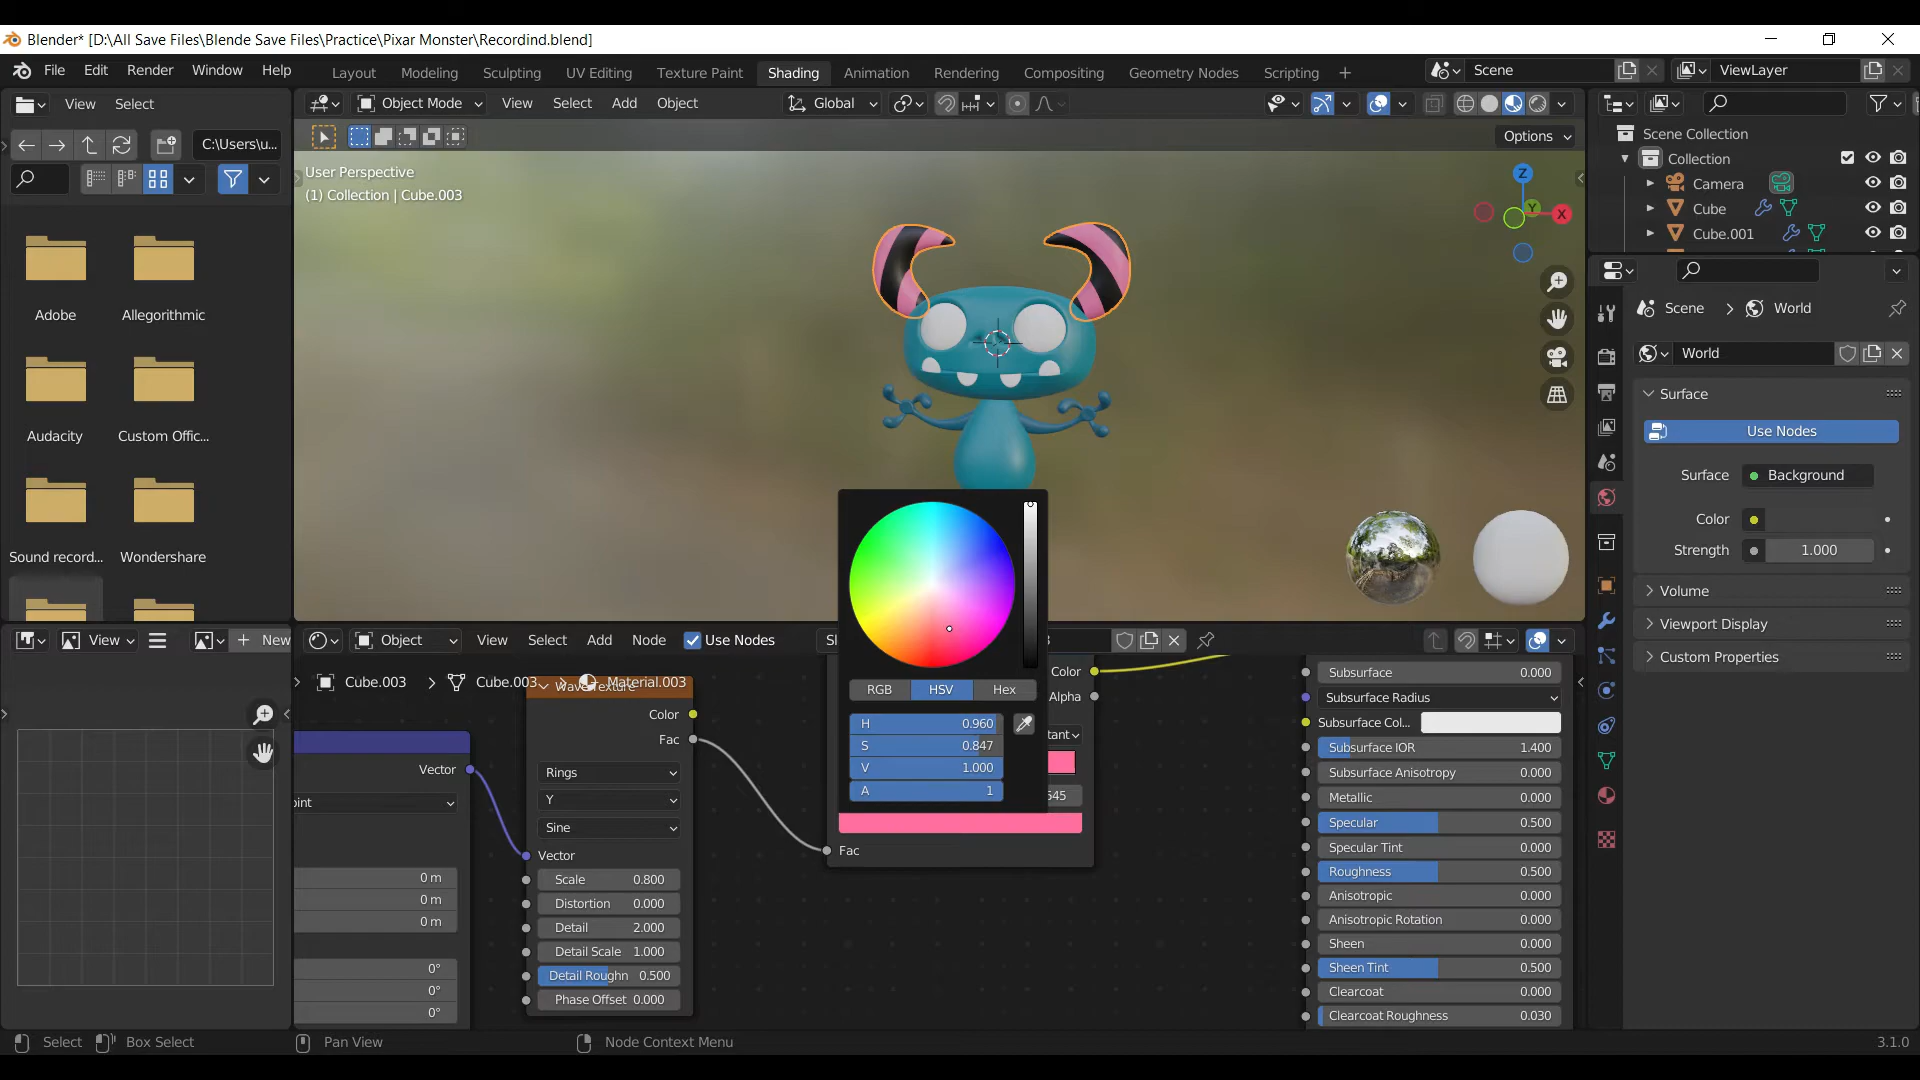 Blender* [D:\All Save Files\Blende Save Files\Practice\Pixar Monster\Recordind.blend]
File Edit Render Window Help
Layout Modeling Sculpting UV Editing Texture Paint Shading Animation Rendering Compositing Geometry Nodes Scripting
Scene
ViewLayer
View Select
Object Mode View Select Add Object
Global
C:\Users\u...
Options
User Perspective
(1) Collection | Cube.003
Z
Y
X
Adobe
Allegorithmic
Audacity
Custom Offic...
Sound record...
Wondershare
Scene Collection
Collection
Camera
Cube
Cube.001
Scene > World
World
Surface
Use Nodes
Surface Background
Color
Strength 1.000
Volume
Viewport Display
Custom Properties
View
New
Object View Select Add Node Use Nodes
Cube.003 > Cube.003 > Material.003
Wave Texture
Color
Fac
Rings
Y
Sine
Vector
Scale 0.800
Distortion 0.000
Detail 2.000
Detail Scale 1.000
Detail Roughn 0.500
Phase Offset 0.000
Vector
oint
0 m
0 m
0 m
0°
0°
0°
RGB HSV Hex
H 0.960
S 0.847
V 1.000
A 1
Color
Alpha
tant
545
Fac
Subsurface 0.000
Subsurface Radius
Subsurface Col...
Subsurface IOR 1.400
Subsurface Anisotropy 0.000
Metallic 0.000
Specular 0.500
Specular Tint 0.000
Roughness 0.500
Anisotropic 0.000
Anisotropic Rotation 0.000
Sheen 0.000
Sheen Tint 0.500
Clearcoat 0.000
Clearcoat Roughness 0.030
Select
Box Select
Pan View
Node Context Menu
3.1.0